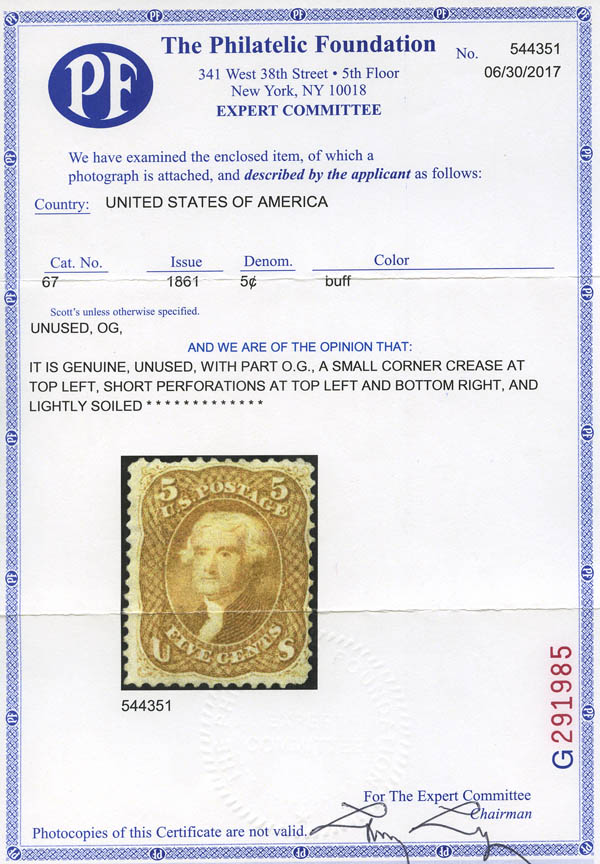 PF
The Philatelic Foundation
No. 544351
341 West 38th Street • 5th Floor
06/30/2017
New York, NY 10018
EXPERT COMMITTEE
We have examined the enclosed item, of which a
photograph is attached, and described by the applicant as follows:
Country: UNITED STATES OF AMERICA
Cat. No. Issue Denom. Color
67 1861 5¢ buff
Scott's unless otherwise specified.
UNUSED, OG,
AND WE ARE OF THE OPINION THAT:
IT IS GENUINE, UNUSED, WITH PART O.G., A SMALL CORNER CREASE AT
TOP LEFT, SHORT PERFORATIONS AT TOP LEFT AND BOTTOM RIGHT, AND
LIGHTLY SOILED * * * * * * * * * * * * *
5 5
U.S. POSTAGE
FIVE CENTS
U S
544351
G291985
For The Expert Committee
Chairman
Photocopies of this Certificate are not valid.